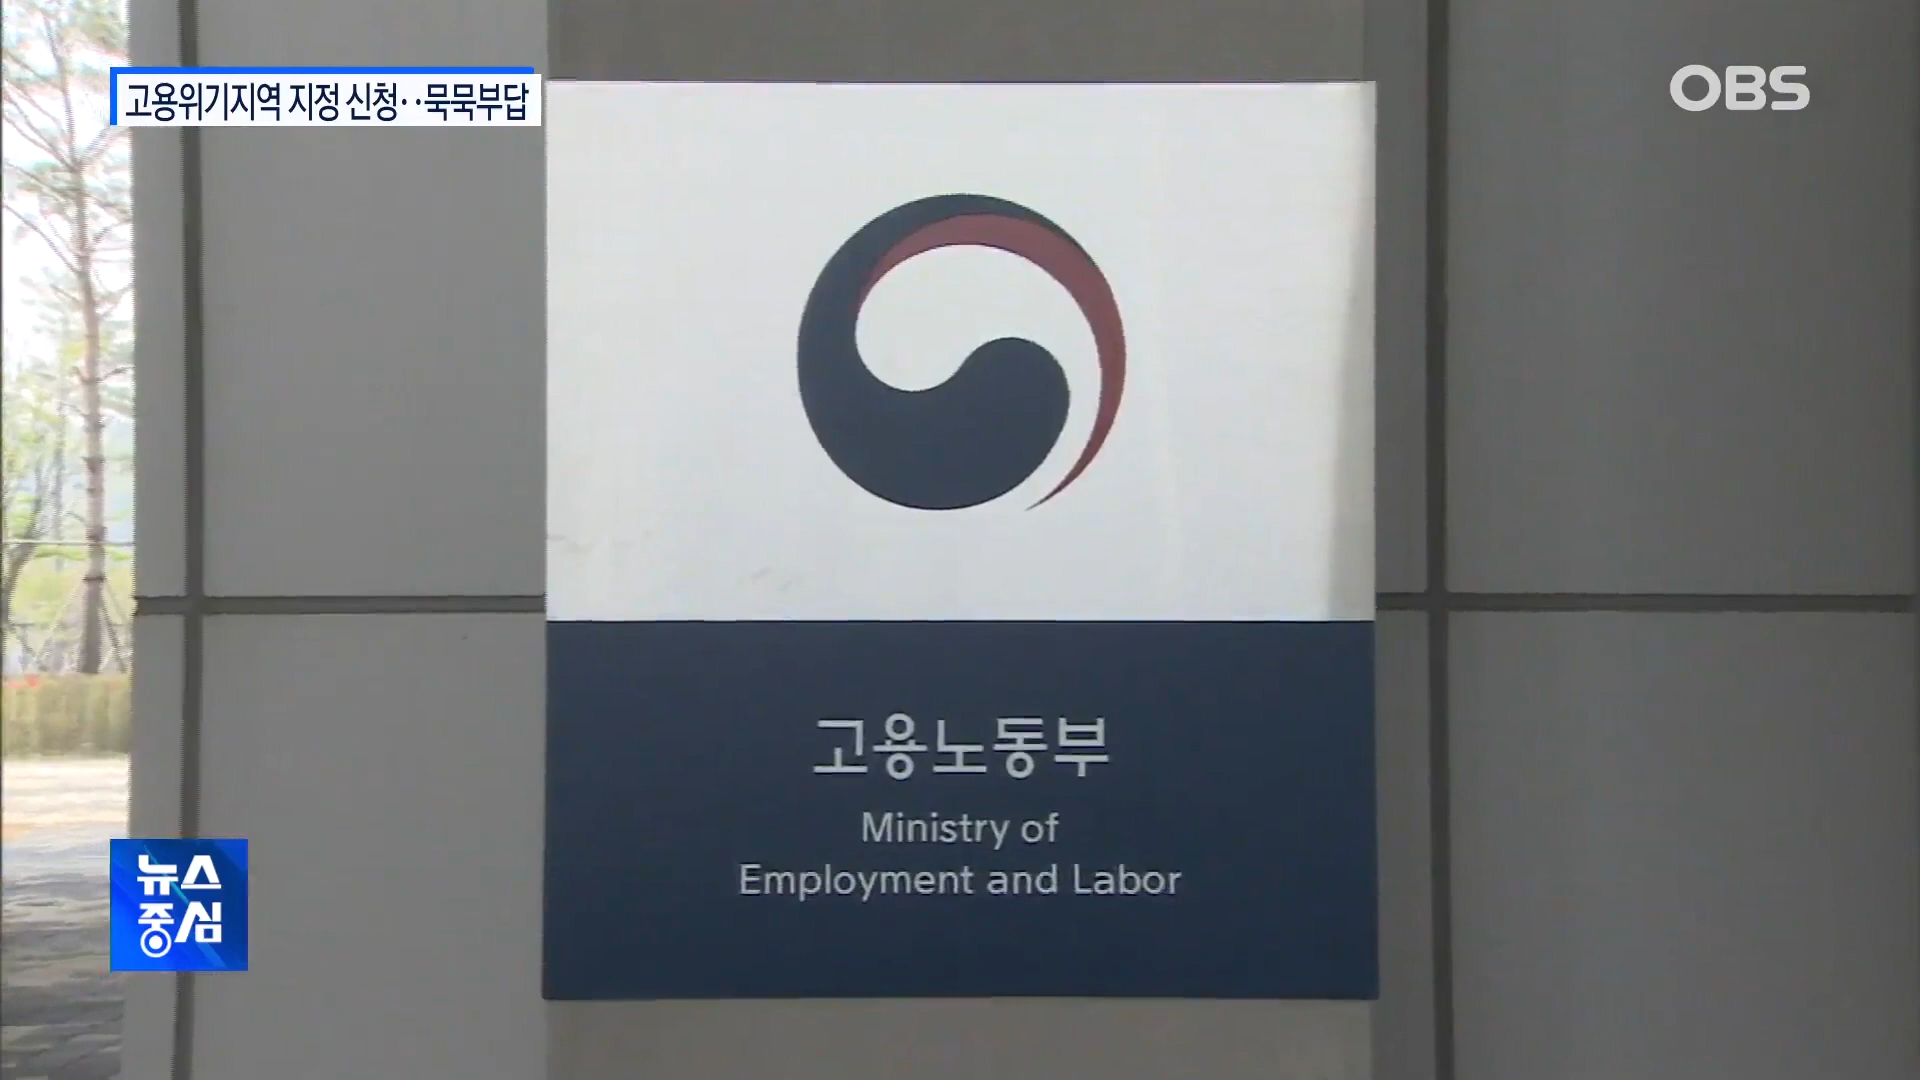 고용위기지역 지정 신청‥묵묵부답
OBS
고용노동부
Ministry of
Employment and Labor
뉴스
중심